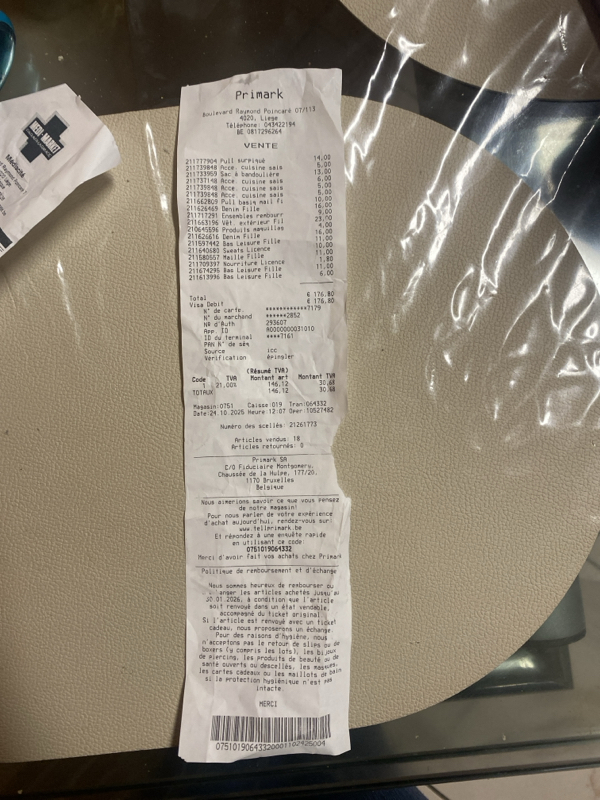 Primark
Boulevard Raymond Poincaré 07/113
4020, Liege
Téléphone: 043422194
BE 0817296264
VENTE
211777904 Pull surpiqué 14,00
211739848 Acce. cuisine sais 5,00
211733959 Sac à bandoulière 13,00
211737148 Acce. cuisine sais 6,00
211739848 Acce. cuisine sais 5,00
211739848 Acce. cuisine sais 5,00
211662809 Pull basiq mail fi 10,00
211626469 Denim Fille 16,00
211717291 Ensembles rembourr 9,00
211663196 Vêt. extérieur fil 23,00
210645596 Produits maquillas 4,00
211626616 Denim Fille 16,00
211597442 Bas Leisure Fille 11,00
211640680 Sweats Licence 10,00
211580557 Maille Fille 11,00
211709397 Nourriture Licence 1,80
211674295 Bas Leisure Fille 11,00
211613996 Bas Leisure Fille 6,00
Total € 176,80
Visa Debit € 176,80
N° de carte. ************7179
N° du marchand ******2852
NR d'Auth 293607
App. ID A0000000031010
ID du terminal ****7161
PAN N° de séq
Source icc
Vérification épingler
(Résumé TVA)
Code TVA Montant art Montant TVA
1 21,00% 146,12 30,68
TOTAUX 146,12 30,68
Magasin:0751 Caisse:019 Tran:064332
Date:24.10.2025 Heure:12:07 Oper:10527482
Numéro des scellés: 21261773
Articles vendus: 18
Articles retournés: 0
Primark SA
C/O Fiduciaire Montgomery,
Chaussée de la Hulpe, 177/20,
1170 Bruxelles
Belgique
Nous aimerions savoir ce que vous pensez
de notre magasin!
Pour nous parler de votre expérience
d'achat aujourd'hui, rendez-vous sur:
www.tellprimark.be
Et répondez à une enquête rapide
en utilisant ce code:
0751019064332
Merci d'avoir fait vos achats chez Primark
Politique de remboursement et d'échange
Nous sommes heureux de rembourser ou
échanger les articles achetés jusqu'au
30.01.2026, à condition que l'article
soit renvoyé dans un état vendable,
accompagné du ticket original.
Si l'article est renvoyé avec un ticket
cadeau, nous proposerons un échange.
Pour des raisons d'hygiène, nous
n'acceptons pas le retour de slips ou de
boxers (y compris les lots), les bijoux
de piercing, les produits de beauté ou de
santé ouverts ou descellés, les masques,
les cartes cadeaux ou les maillots de bain
si la protection hygiénique n'est pas
intacte.
MERCI
MEDI-MARKET